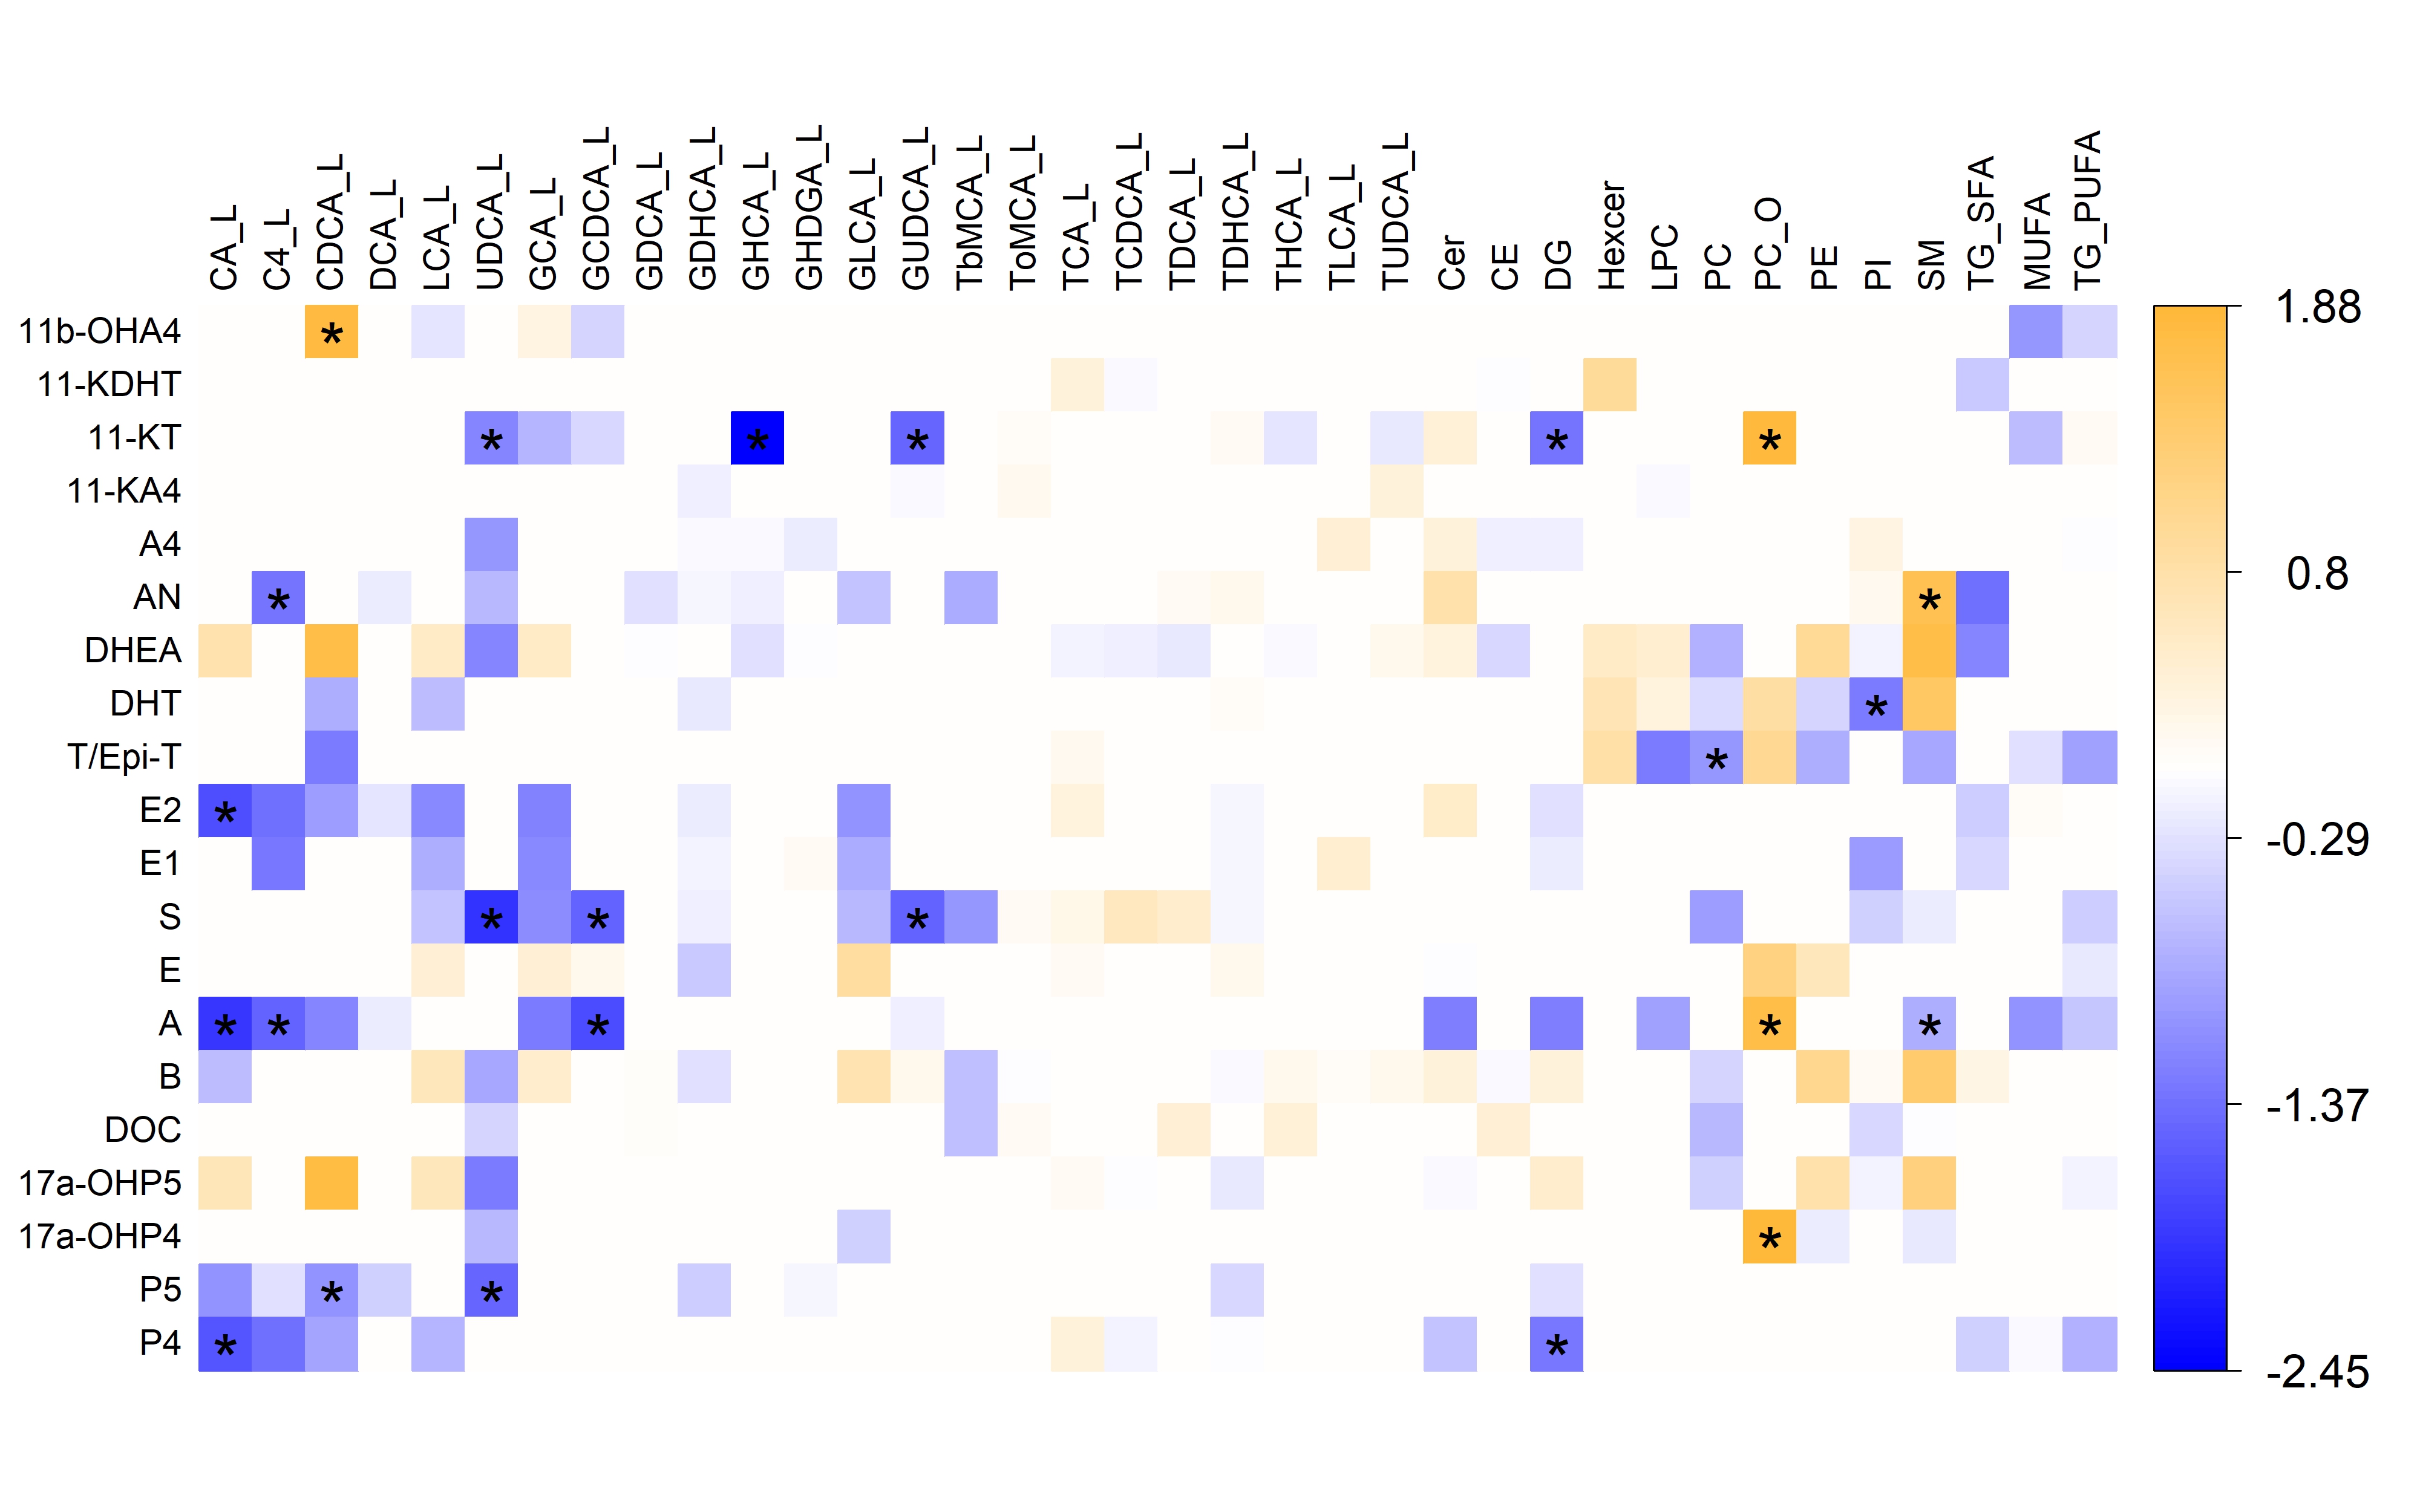 CA_L
C4_L
CDCA_L
DCA_L
LCA_L
UDCA_L
GCA_L
GCDCA_L
GDCA_L
GDHCA_L
GHCA_L
GHDGA_L
GLCA_L
GUDCA_L
TbMCA_L
ToMCA_L
TCA_L
TCDCA_L
TDCA_L
TDHCA_L
THCA_L
TLCA_L
TUDCA_L
Cer
CE
DG
Hexcer
LPC
PC
PC_O
PE
PI
SM
TG_SFA
MUFA
TG_PUFA
11b-OHA4 *
11-KDHT
11-KT * * * * *
11-KA4
A4
AN * *
DHEA
DHT *
T/Epi-T *
E2 *
E1
S * * *
E
A * * * * *
B
DOC
17a-OHP5
17a-OHP4 *
P5 * *
P4 * *
1.88
0.8
-0.29
-1.37
-2.45